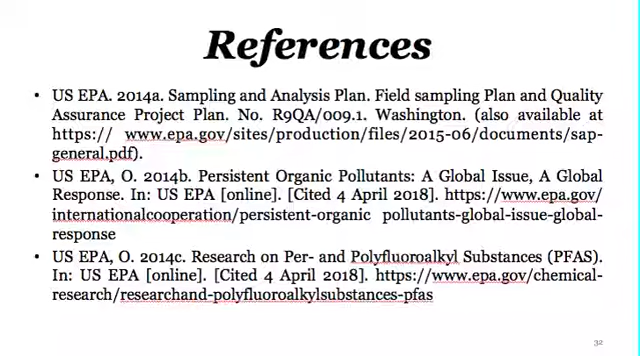 References
• US EPA. 2014a. Sampling and Analysis Plan. Field sampling Plan and Quality
Assurance Project Plan. No. R9QA/009.1. Washington. (also available at
https:// www.epa.gov/sites/production/files/2015-06/documents/sap-
general.pdf).
• US EPA, O. 2014b. Persistent Organic Pollutants: A Global Issue, A Global
Response. In: US EPA [online]. [Cited 4 April 2018]. https://www.epa.gov/
internationalcooperation/persistent-organic pollutants-global-issue-global-
response
• US EPA, O. 2014c. Research on Per- and Polyfluoroalkyl Substances (PFAS).
In: US EPA [online]. [Cited 4 April 2018]. https://www.epa.gov/chemical-
research/researchand-polyfluoroalkylsubstances-pfas
32